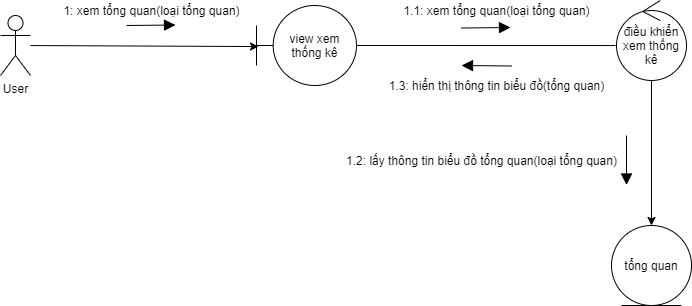 1: xem tổng quan(loại tổng quan)
1.1: xem tổng quan(loại tổng quan)
view xem
thống kê
điều khiển
xem thống
kê
User
1.3: hiển thị thông tin biểu đồ(tổng quan)
1.2: lấy thông tin biểu đồ tổng quan(loại tổng quan)
tổng quan